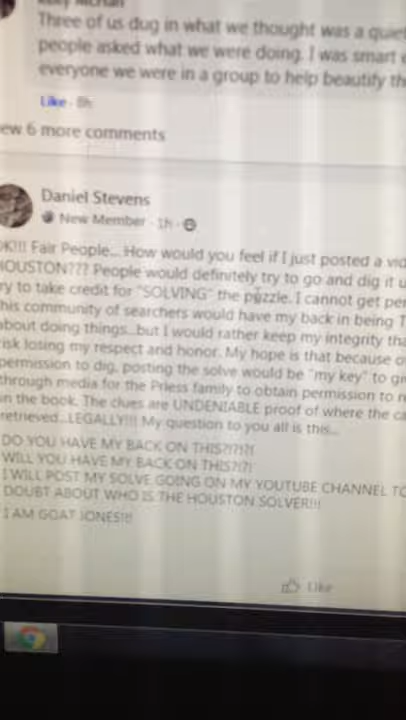 Three of us dug in what we thought was a quiet
people asked what we were doing. I was smart
everyone we were in a group to help beautify th
Like · 8h
ew 6 more comments
Daniel Stevens
New Member · 1h ·
OK!!! Fair People... How would you feel if I just posted a vid
HOUSTON??? People would definitely try to go and dig it u
ry to take credit for "SOLVING" the puzzle. I cannot get per
his community of searchers would have my back in being T
about doing things...but I would rather keep my integrity tha
isk losing my respect and honor. My hope is that because o
permission to dig, posting the solve would be "my key" to gi
through media for the Priess family to obtain permission to r
in the book. The clues are UNDENIABLE proof of where the ca
retrieved...LEGALLY!!! My question to you all is this...
DO YOU HAVE MY BACK ON THIS?!?!?!
WILL YOU HAVE MY BACK ON THIS?!?!
I WILL POST MY SOLVE GOING ON MY YOUTUBE CHANNEL TO
DOUBT ABOUT WHO IS THE HOUSTON SOLVER!!!
I AM GOAT JONES!!!
Like